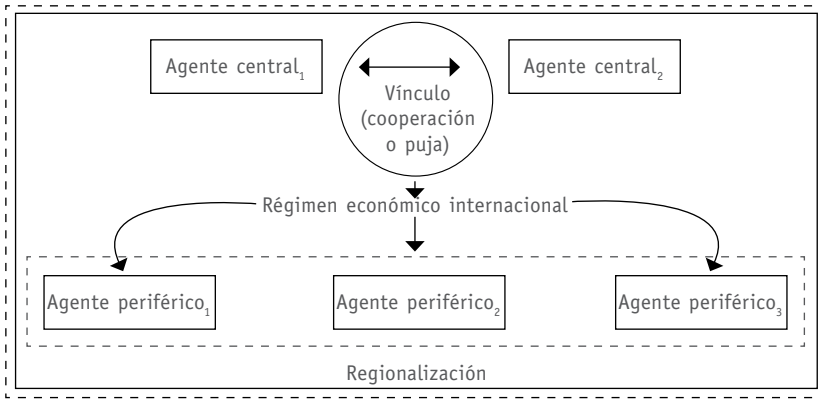 Agente central₁
Agente central₂
Vínculo
(cooperación
o puja)
Régimen económico internacional
Agente periférico₁
Agente periférico₂
Agente periférico₃
Regionalización